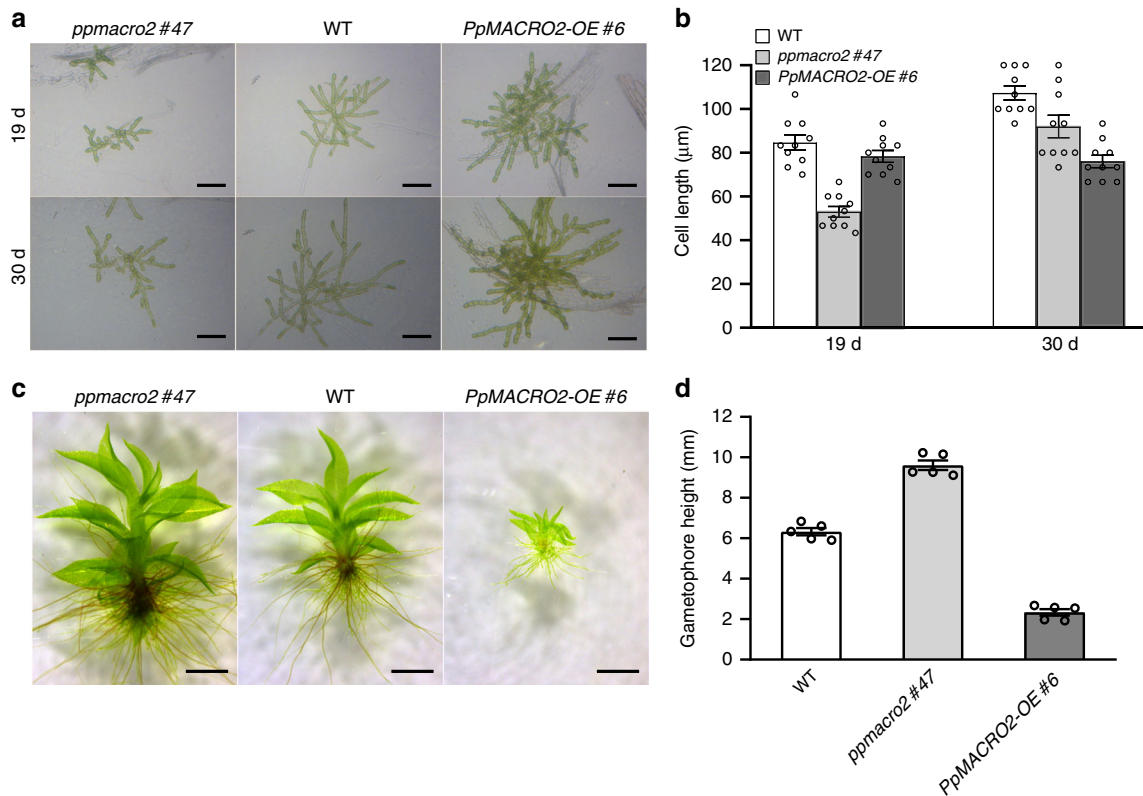 a
ppmacro2 #47 WT PpMACRO2-OE #6
19 d
30 d
b
WT
ppmacro2 #47
PpMACRO2-OE #6
Cell length (μm)
120
100
80
60
40
20
0
19 d 30 d
c
ppmacro2 #47 WT PpMACRO2-OE #6
d
Gametophore height (mm)
12
10
8
6
4
2
0
WT
ppmacro2 #47
PpMACRO2-OE #6